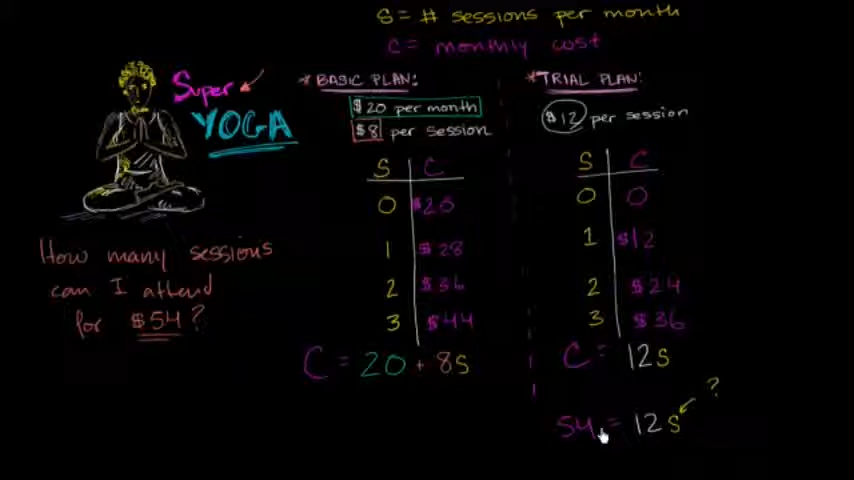 S = # sessions per month
C = monthly cost
Super
YOGA
How many sessions
can I attend
for $54?
* BASIC PLAN:
$20 per month
$8 per session
S C
0 $20
1 $28
2 $36
3 $44
C = 20 + 8S
* TRIAL PLAN:
$12 per session
S C
0 0
1 $12
2 $24
3 $36
C = 12S
?
54 = 12S